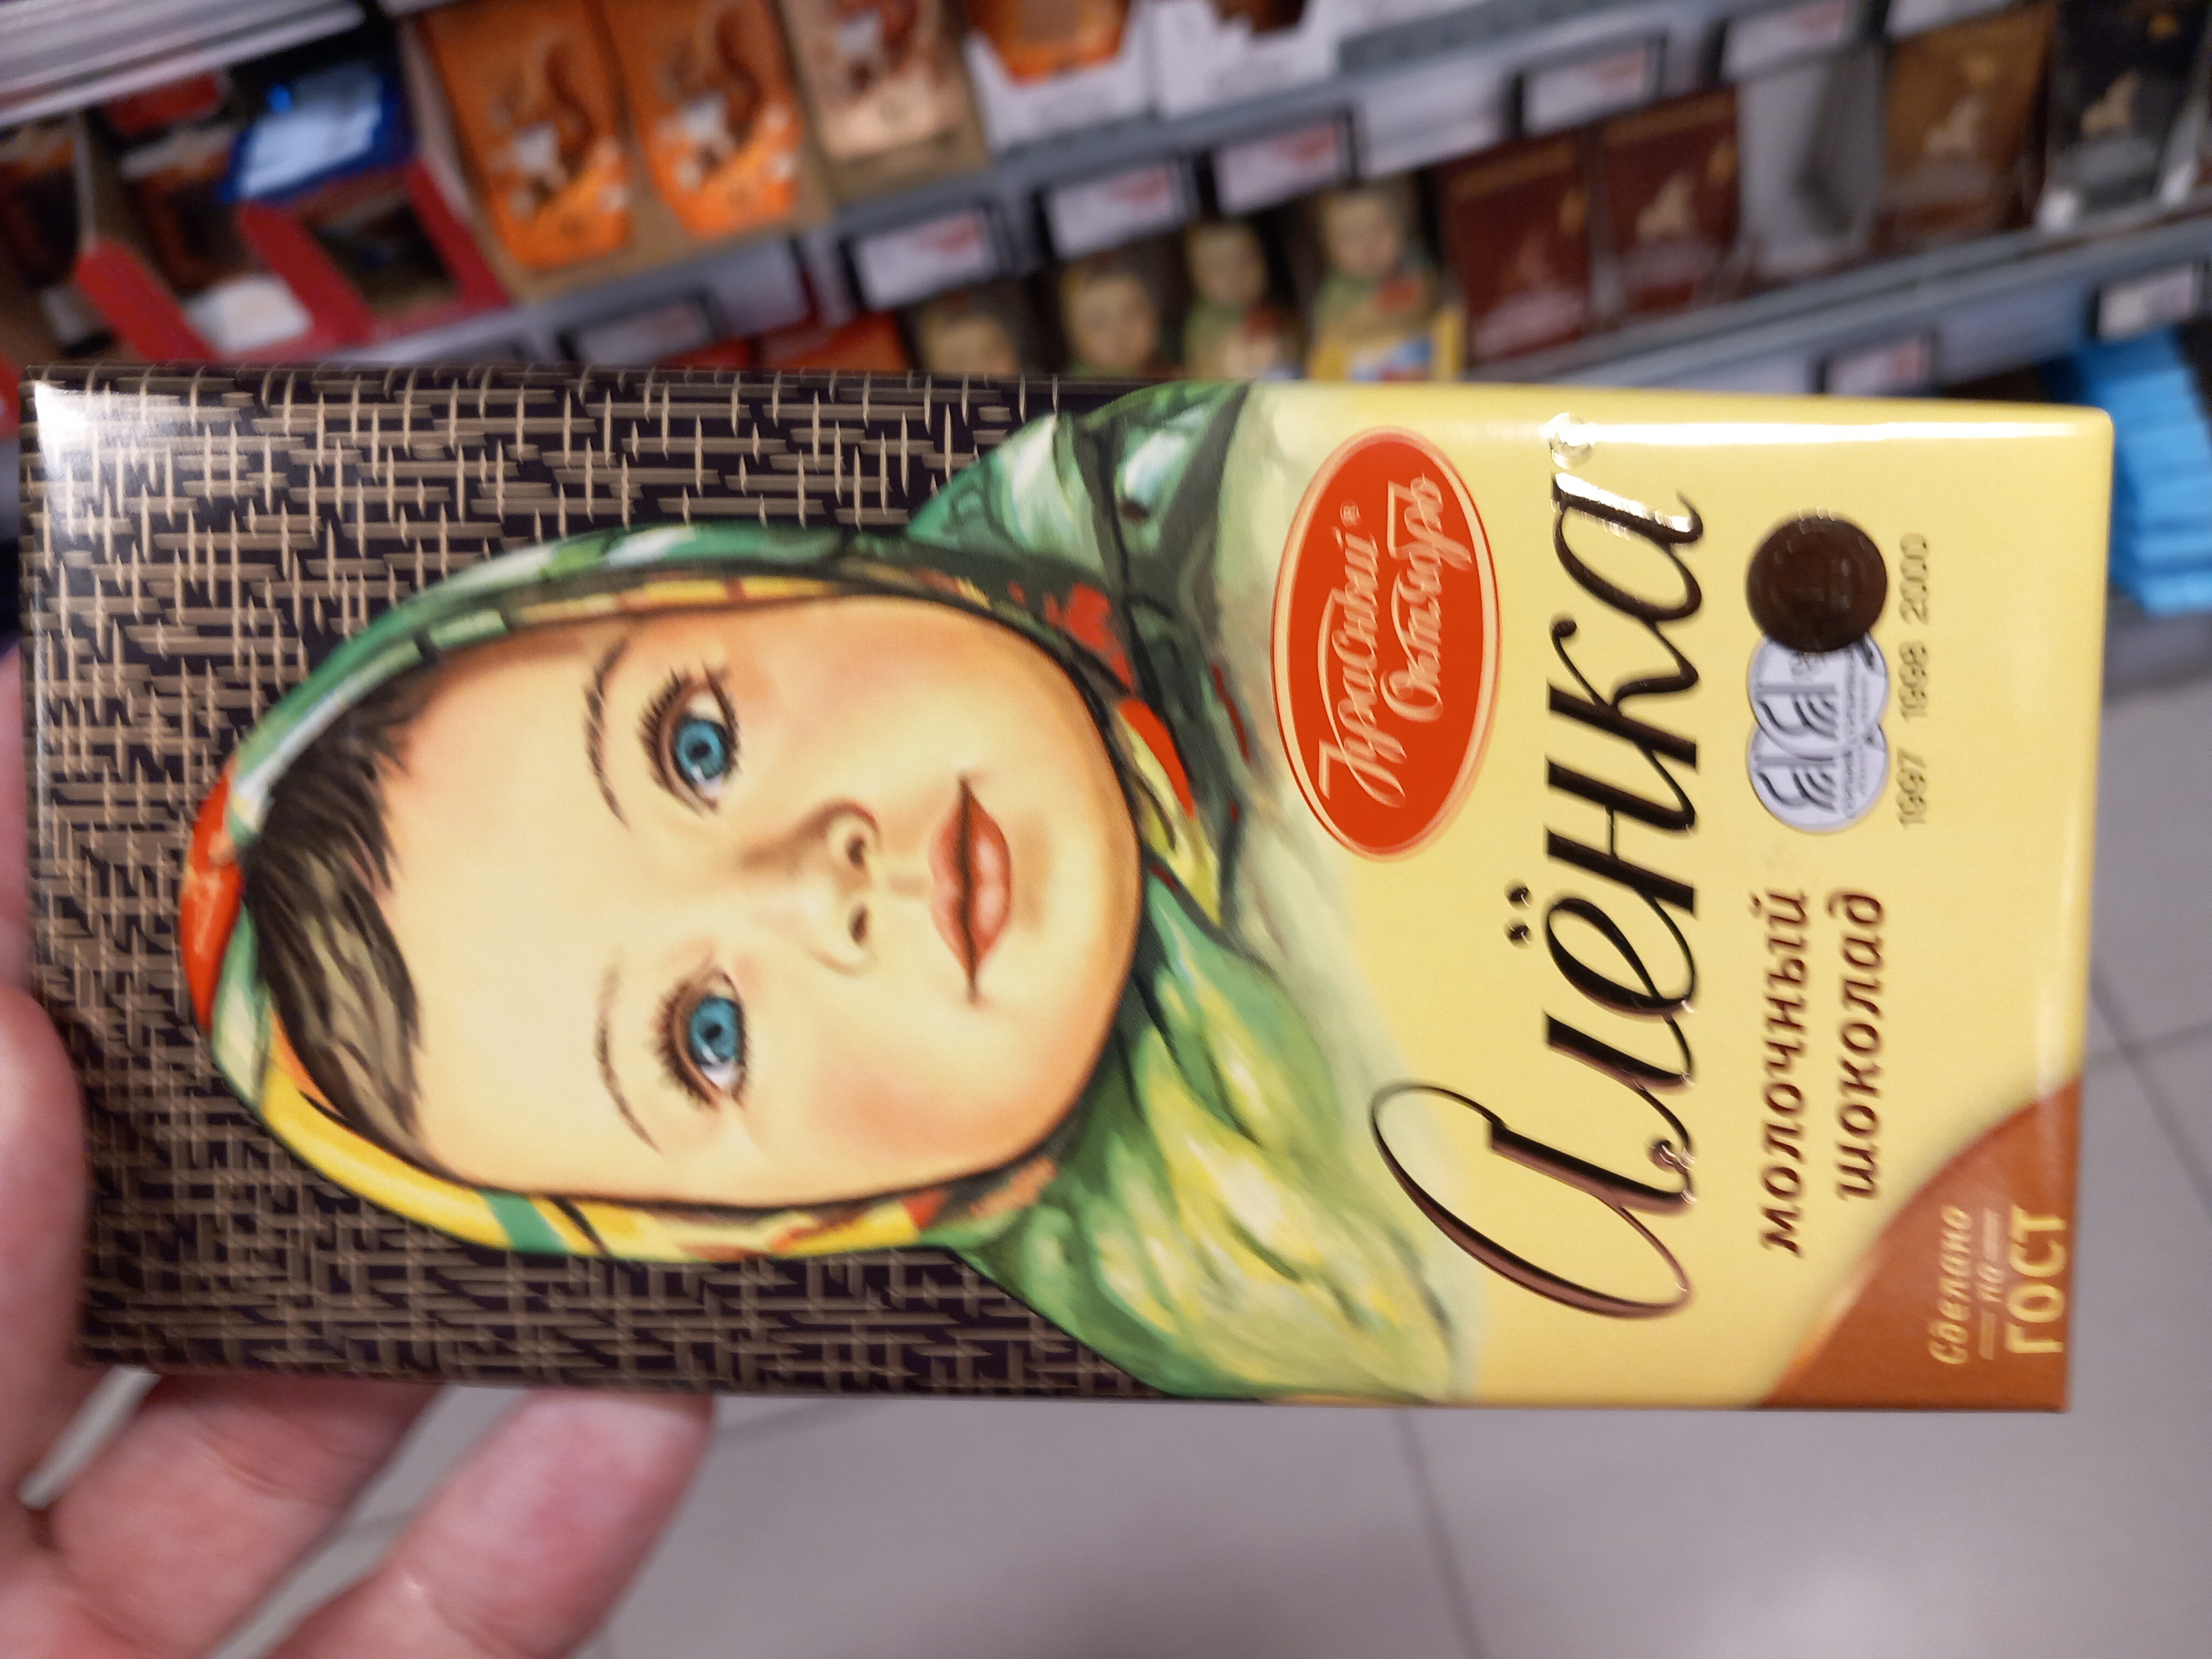 Красный
Октябрь
®
Алёнка
®
молочный
шоколад
1997 1998 2000
Сделано
по
ГОСТ